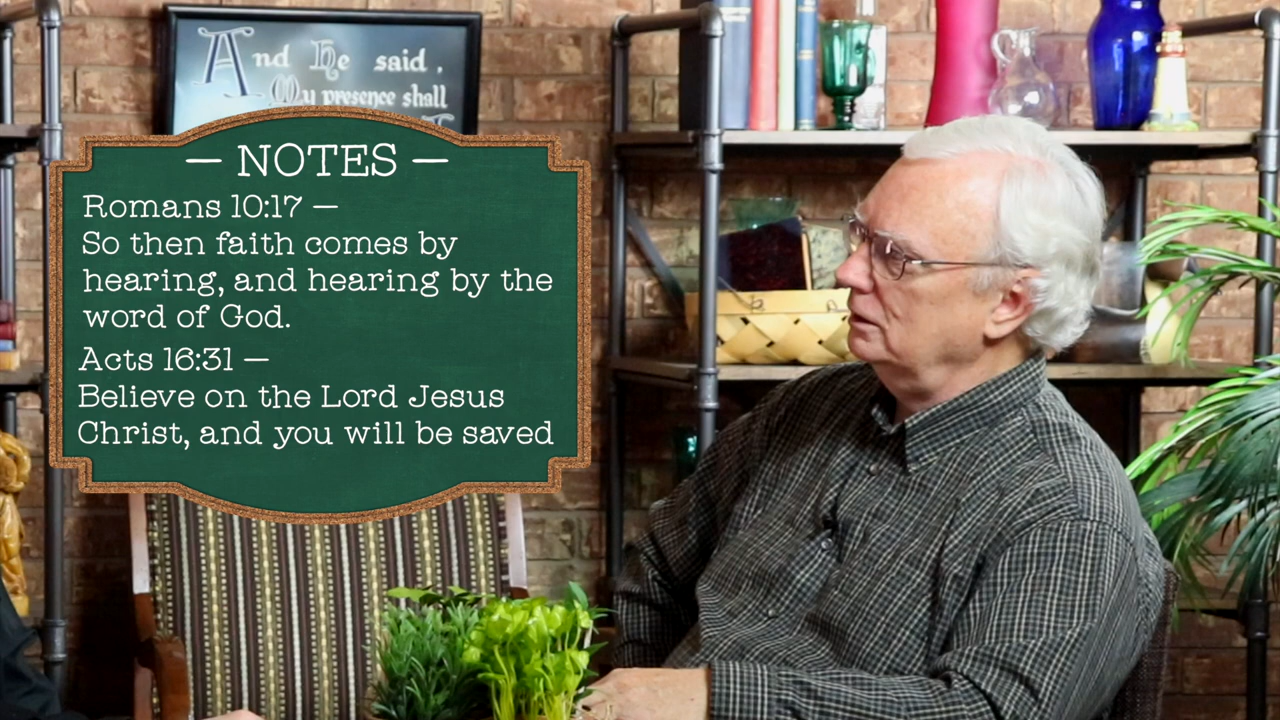 And He said,
My presence shall
— NOTES —
Romans 10:17 —
So then faith comes by
hearing, and hearing by the
word of God.
Acts 16:31 —
Believe on the Lord Jesus
Christ, and you will be saved